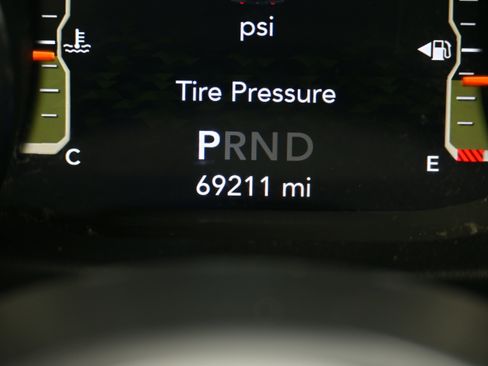 psi
Tire Pressure
PRND
C
E
69211 mi